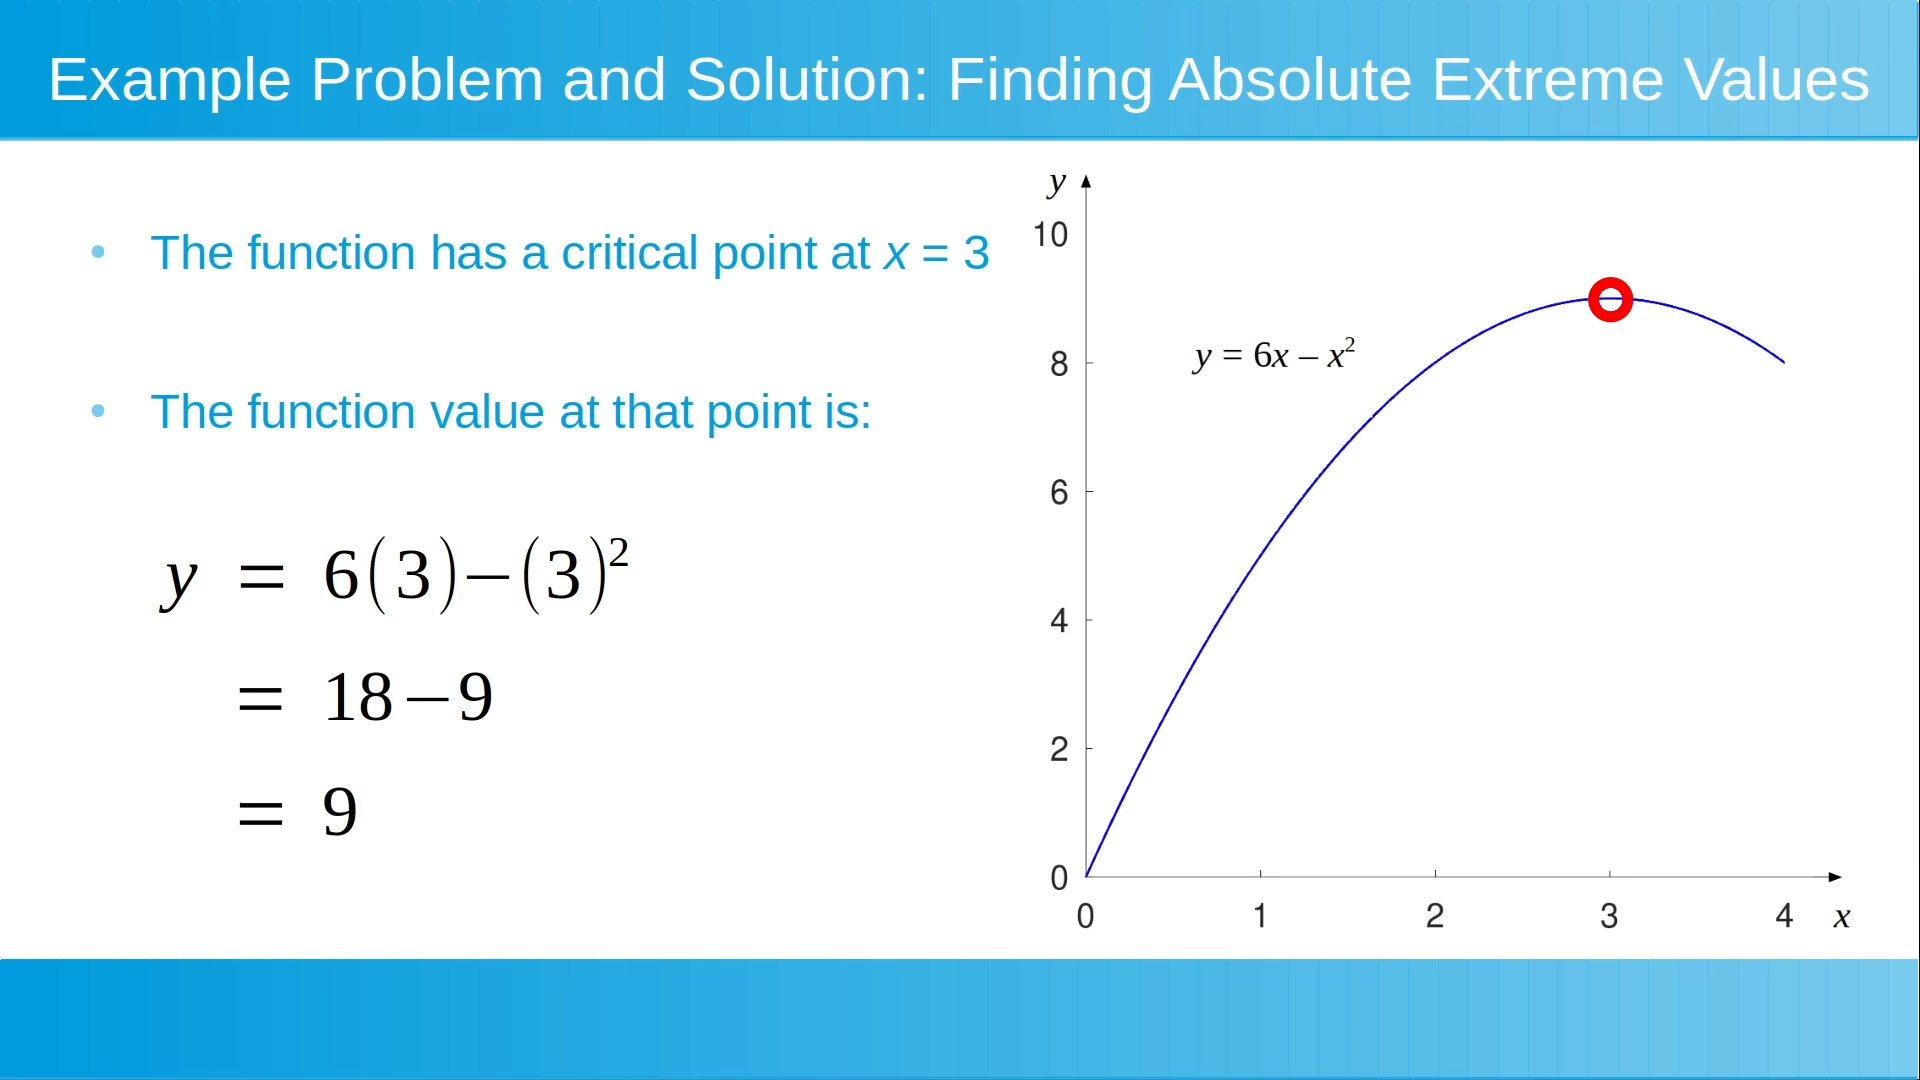 Example Problem and Solution: Finding Absolute Extreme Values
• The function has a critical point at x = 3
• The function value at that point is:
y = 6(3)–(3)²
= 18–9
= 9
y
10
8
6
4
2
0
y = 6x – x²
0 1 2 3 4 x